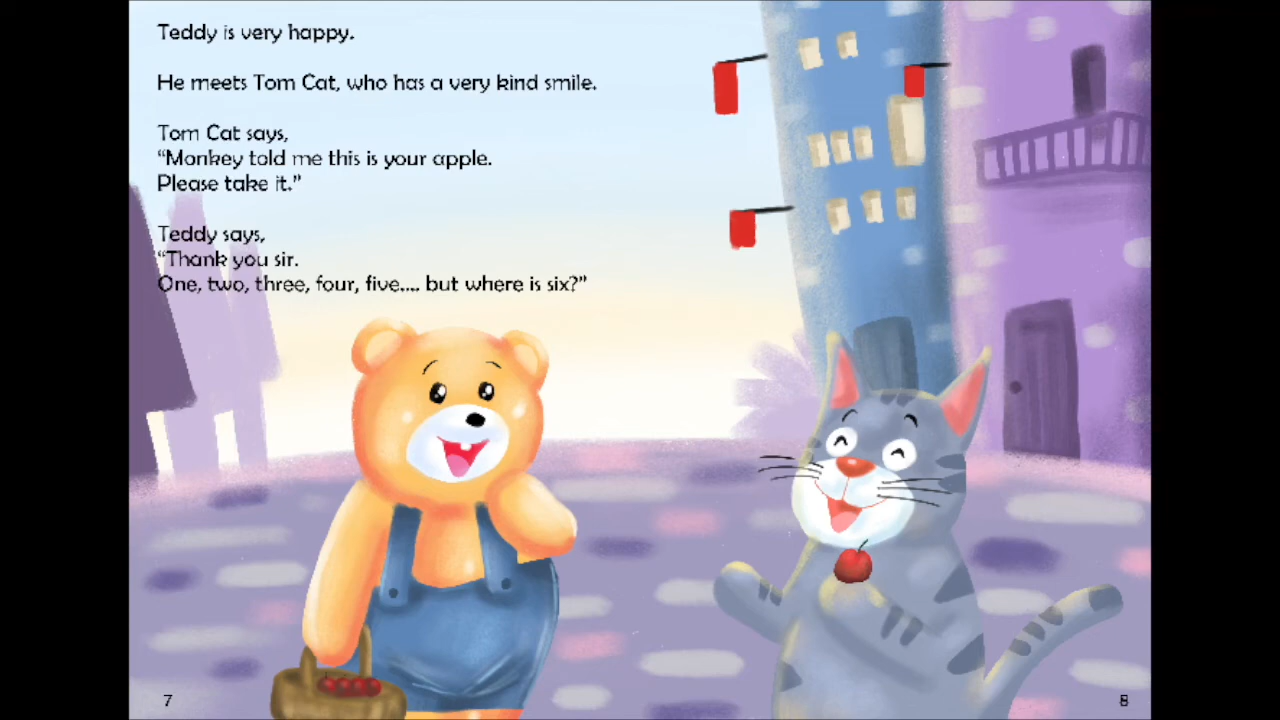 Teddy is very happy.
He meets Tom Cat, who has a very kind smile.
Tom Cat says,
“Monkey told me this is your apple.
Please take it.”
Teddy says,
“Thank you sir.
One, two, three, four, five.... but where is six?”
7
8